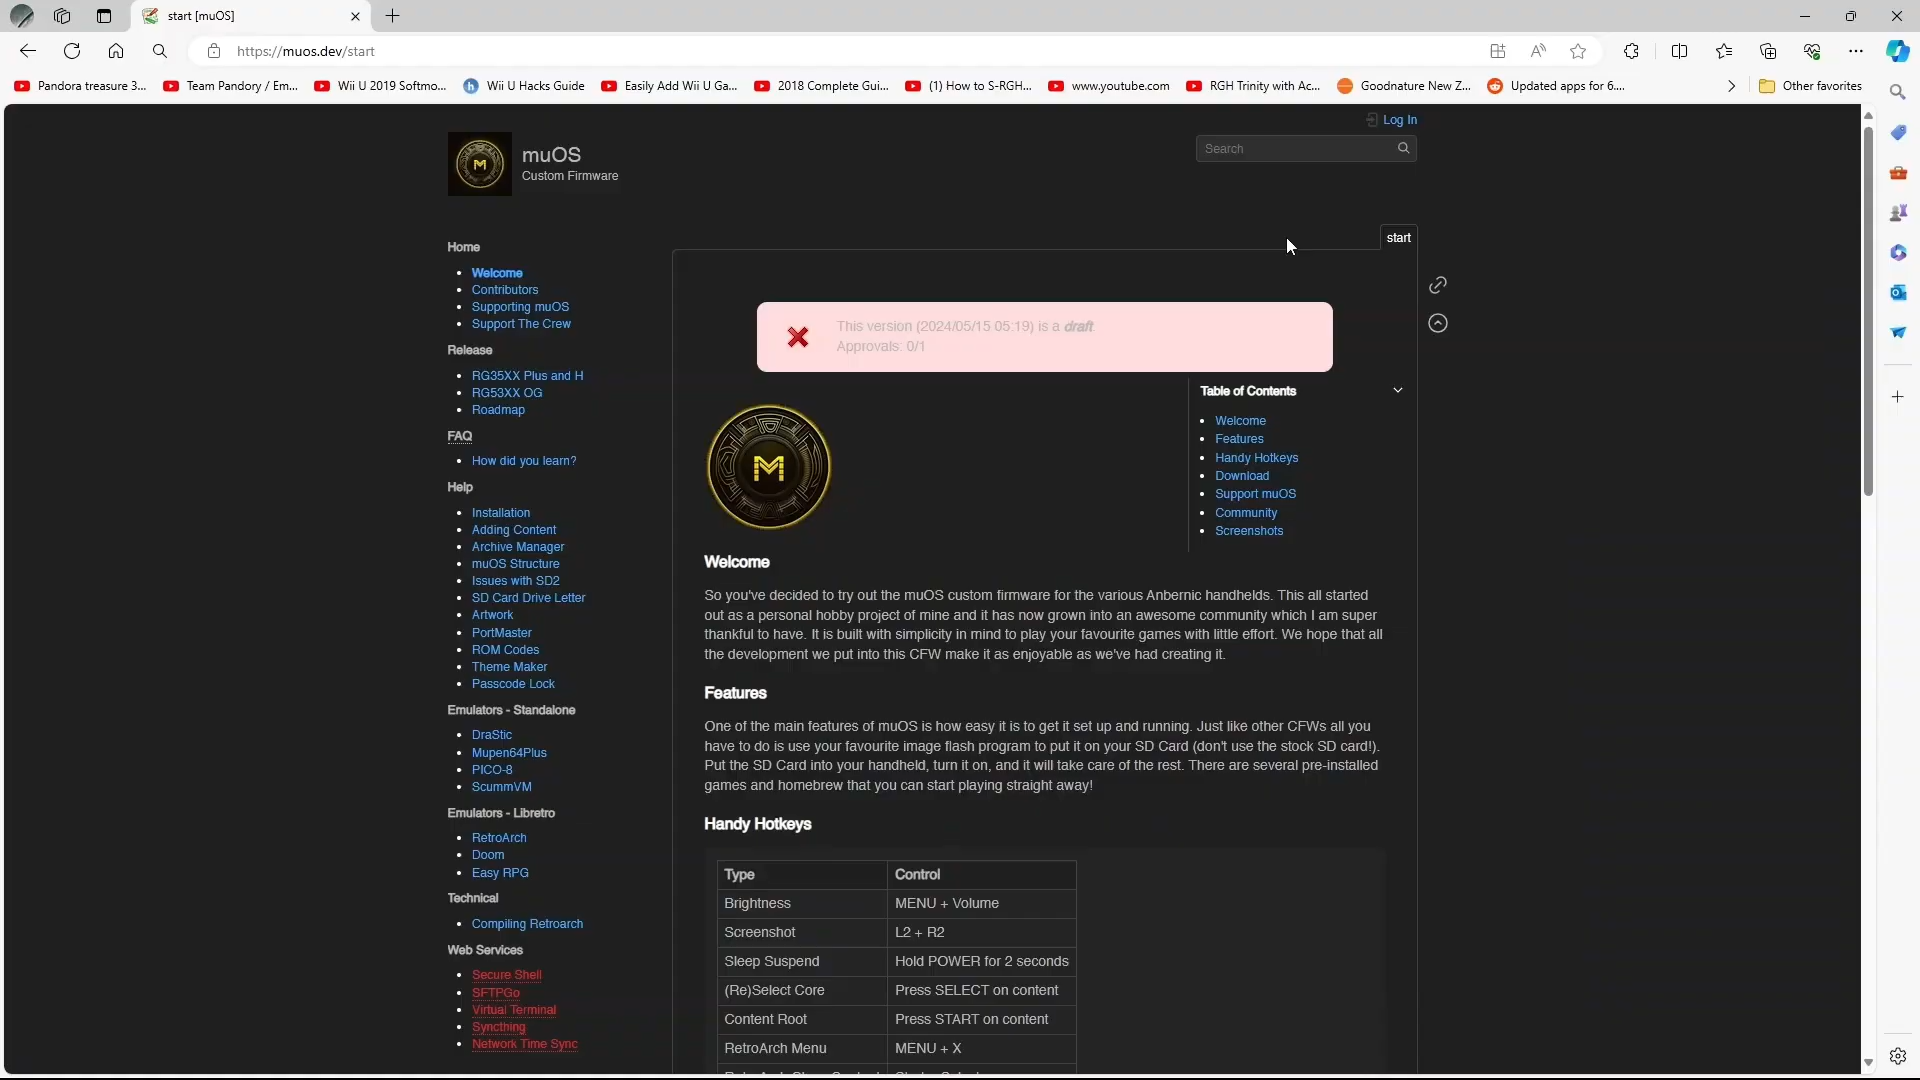 start [muOS]
https://muos.dev/start
Pandora treasure 3...
Team Pandory / Em...
Wii U 2019 Softmo...
Wii U Hacks Guide
Easily Add Wii U Ga...
2018 Complete Gui...
(1) How to S-RGH...
www.youtube.com
RGH Trinity with Ac...
Goodnature New Z...
Updated apps for 6....
Other favorites
Log In
muOS
Custom Firmware
Search
start
Home
Welcome
Contributors
Supporting muOS
Support The Crew
Release
RG35XX Plus and H
RG53XX OG
Roadmap
FAQ
How did you learn?
Help
Installation
Adding Content
Archive Manager
muOS Structure
Issues with SD2
SD Card Drive Letter
Artwork
PortMaster
ROM Codes
Theme Maker
Passcode Lock
Emulators - Standalone
DraStic
Mupen64Plus
PICO-8
ScummVM
Emulators - Libretro
RetroArch
Doom
Easy RPG
Technical
Compiling Retroarch
Web Services
Secure Shell
SFTPGo
Virtual Terminal
Syncthing
Network Time Sync
This version (2024/05/15 05:19) is a draft.
Approvals: 0/1
Table of Contents
Welcome
Features
Handy Hotkeys
Download
Support muOS
Community
Screenshots
M
Welcome
So you've decided to try out the muOS custom firmware for the various Anbernic handhelds. This all started
out as a personal hobby project of mine and it has now grown into an awesome community which I am super
thankful to have. It is built with simplicity in mind to play your favourite games with little effort. We hope that all
the development we put into this CFW make it as enjoyable as we've had creating it.
Features
One of the main features of muOS is how easy it is to get it set up and running. Just like other CFWs all you
have to do is use your favourite image flash program to put it on your SD Card (don't use the stock SD card!).
Put the SD Card into your handheld, turn it on, and it will take care of the rest. There are several pre-installed
games and homebrew that you can start playing straight away!
Handy Hotkeys
Type Control
Brightness MENU + Volume
Screenshot L2 + R2
Sleep Suspend Hold POWER for 2 seconds
(Re)Select Core Press SELECT on content
Content Root Press START on content
RetroArch Menu MENU + X